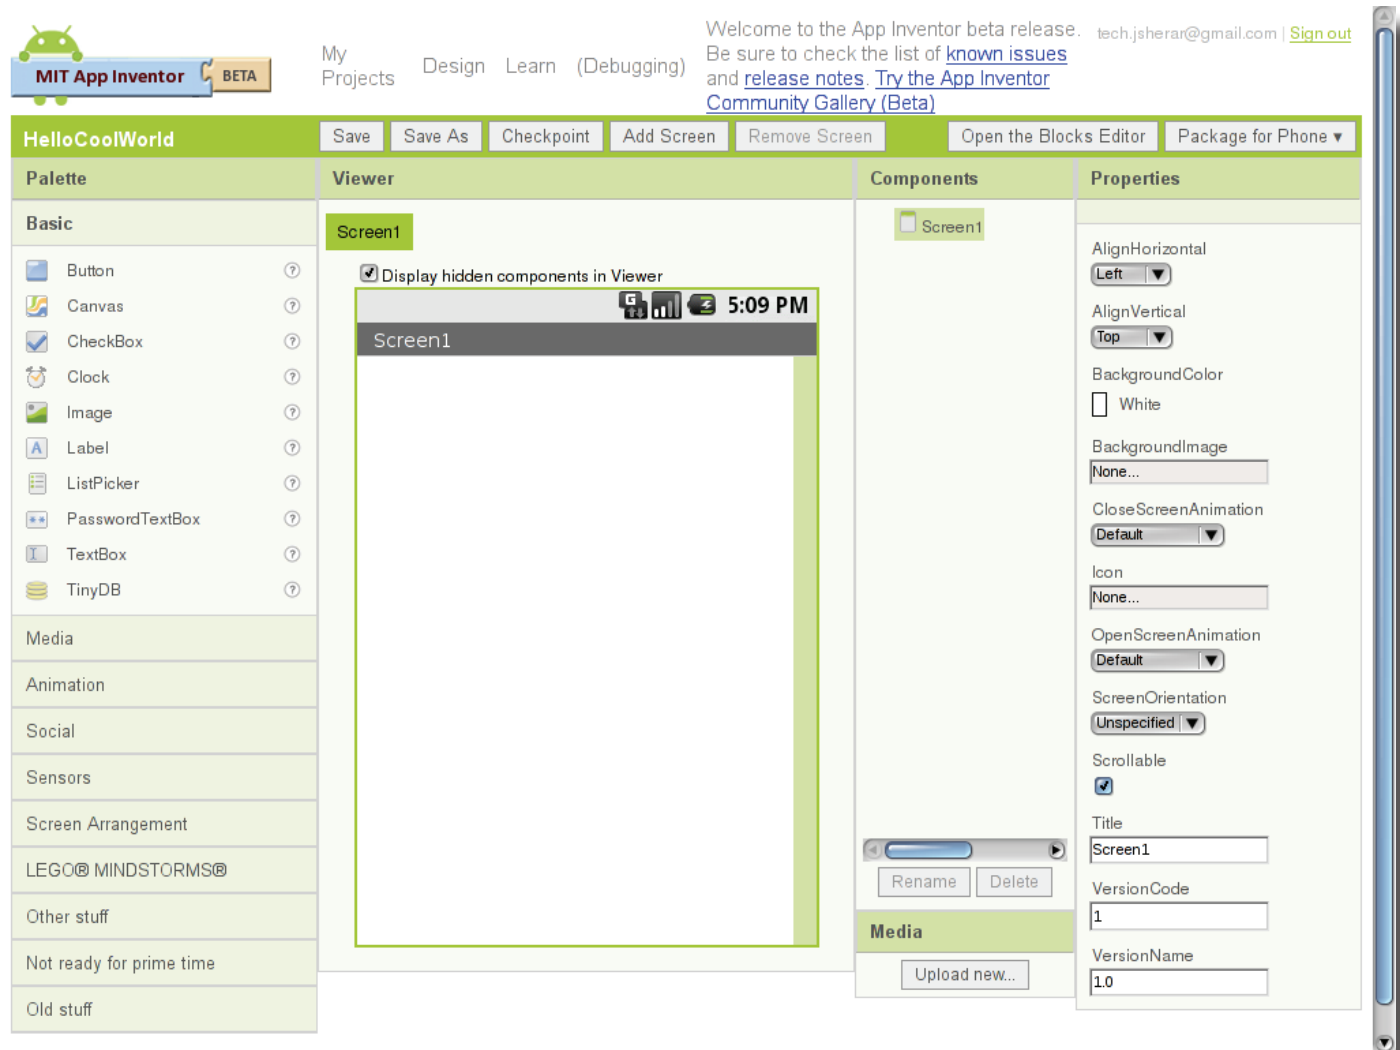 MIT App Inventor BETA
My Projects Design Learn (Debugging)
Welcome to the App Inventor beta release.
Be sure to check the list of known issues
and release notes. Try the App Inventor
Community Gallery (Beta)
tech.jsherar@gmail.com | Sign out
HelloCoolWorld
Save Save As Checkpoint Add Screen Remove Screen Open the Blocks Editor Package for Phone ▾
Palette
Basic
Button ?
Canvas ?
CheckBox ?
Clock ?
Image ?
A Label ?
ListPicker ?
PasswordTextBox ?
TextBox ?
TinyDB ?
Media
Animation
Social
Sensors
Screen Arrangement
LEGO® MINDSTORMS®
Other stuff
Not ready for prime time
Old stuff
Viewer
Screen1
Display hidden components in Viewer
G 5:09 PM
Screen1
Components
Screen1
Rename Delete
Media
Upload new...
Properties
AlignHorizontal
Left
AlignVertical
Top
BackgroundColor
White
BackgroundImage
None...
CloseScreenAnimation
Default
Icon
None...
OpenScreenAnimation
Default
ScreenOrientation
Unspecified
Scrollable
Title
Screen1
VersionCode
1
VersionName
1.0